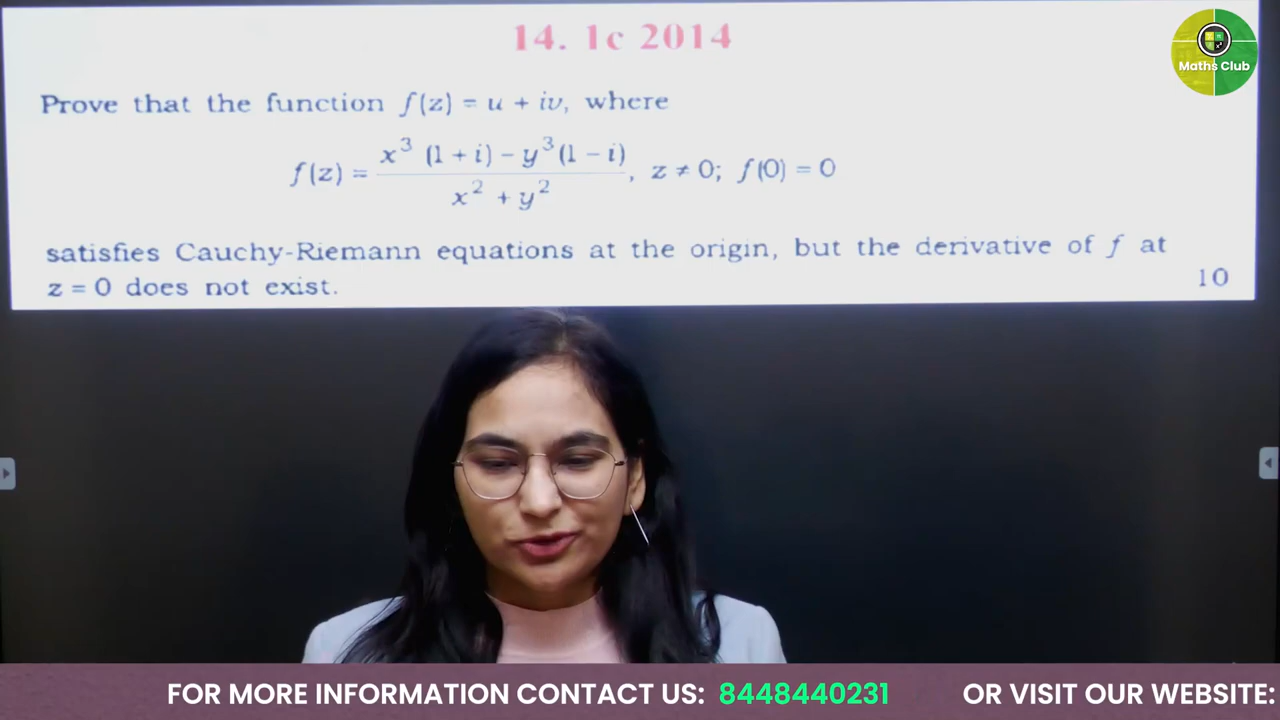 14. 1c 2014
Maths Club
Prove that the function f(z) = u + iv, where
f(z) = \frac{x^3 (1 + i) - y^3 (1 - i)}{x^2 + y^2}, z ≠ 0; f(0) = 0
satisfies Cauchy-Riemann equations at the origin, but the derivative of f at
z = 0 does not exist.
10
FOR MORE INFORMATION CONTACT US: 8448440231 OR VISIT OUR WEBSITE: